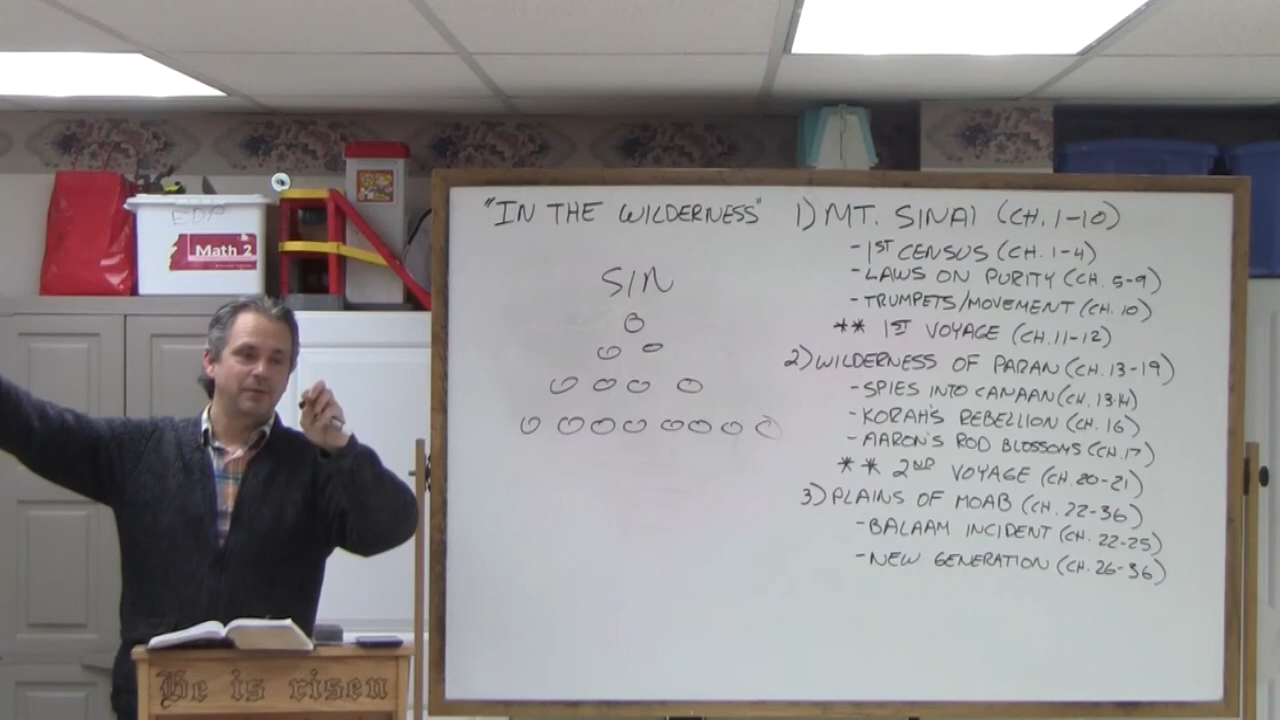 EDP
Math 2
"IN THE WILDERNESS"
SIN
1) MT. SINAI (CH. 1-10)
-1ST CENSUS (CH. 1-4)
-LAWS ON PURITY (CH. 5-9)
-TRUMPETS/MOVEMENT (CH. 10)
** 1ST VOYAGE (CH. 11-12)
2) WILDERNESS OF PARAN (CH. 13-19)
-SPIES INTO CANAAN (CH. 13-14)
-KORAH'S REBELLION (CH. 16)
-AARON'S ROD BLOSSOMS (CH. 17)
** 2ND VOYAGE (CH. 20-21)
3) PLAINS OF MOAB (CH. 22-36)
-BALAAM INCIDENT (CH. 22-25)
-NEW GENERATION (CH. 26-36)
He is risen